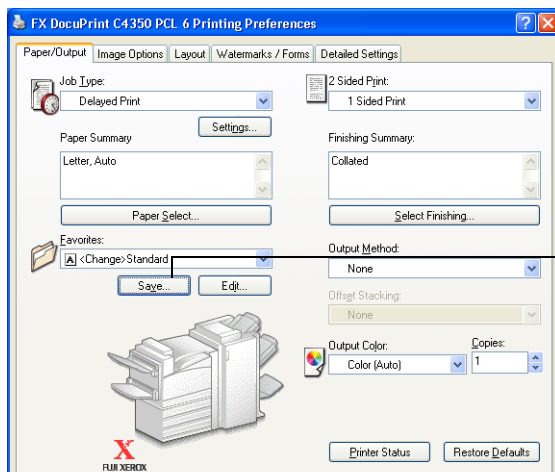 FX DocuPrint C4350 PCL 6 Printing Preferences
Paper/Output Image Options Layout Watermarks / Forms Detailed Settings
Job Type:
Delayed Print
Settings...
Paper Summary
Letter, Auto
Paper Select...
Favorites:
A <Change>Standard
Save... Edit...
2 Sided Print:
1 Sided Print
Finishing Summary:
Collated
Select Finishing...
Output Method:
None
Offset Stacking:
None
Output Color: Copies:
Color (Auto) 1
X
FUJI XEROX
Printer Status Restore Defaults